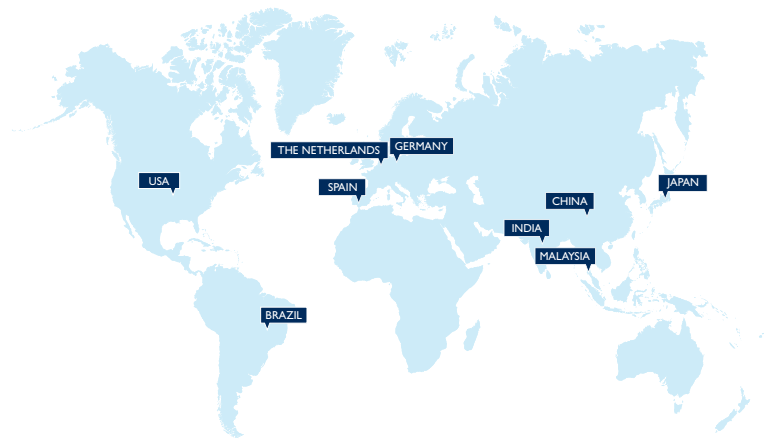 THE NETHERLANDS
GERMANY
USA
SPAIN
JAPAN
CHINA
INDIA
MALAYSIA
BRAZIL